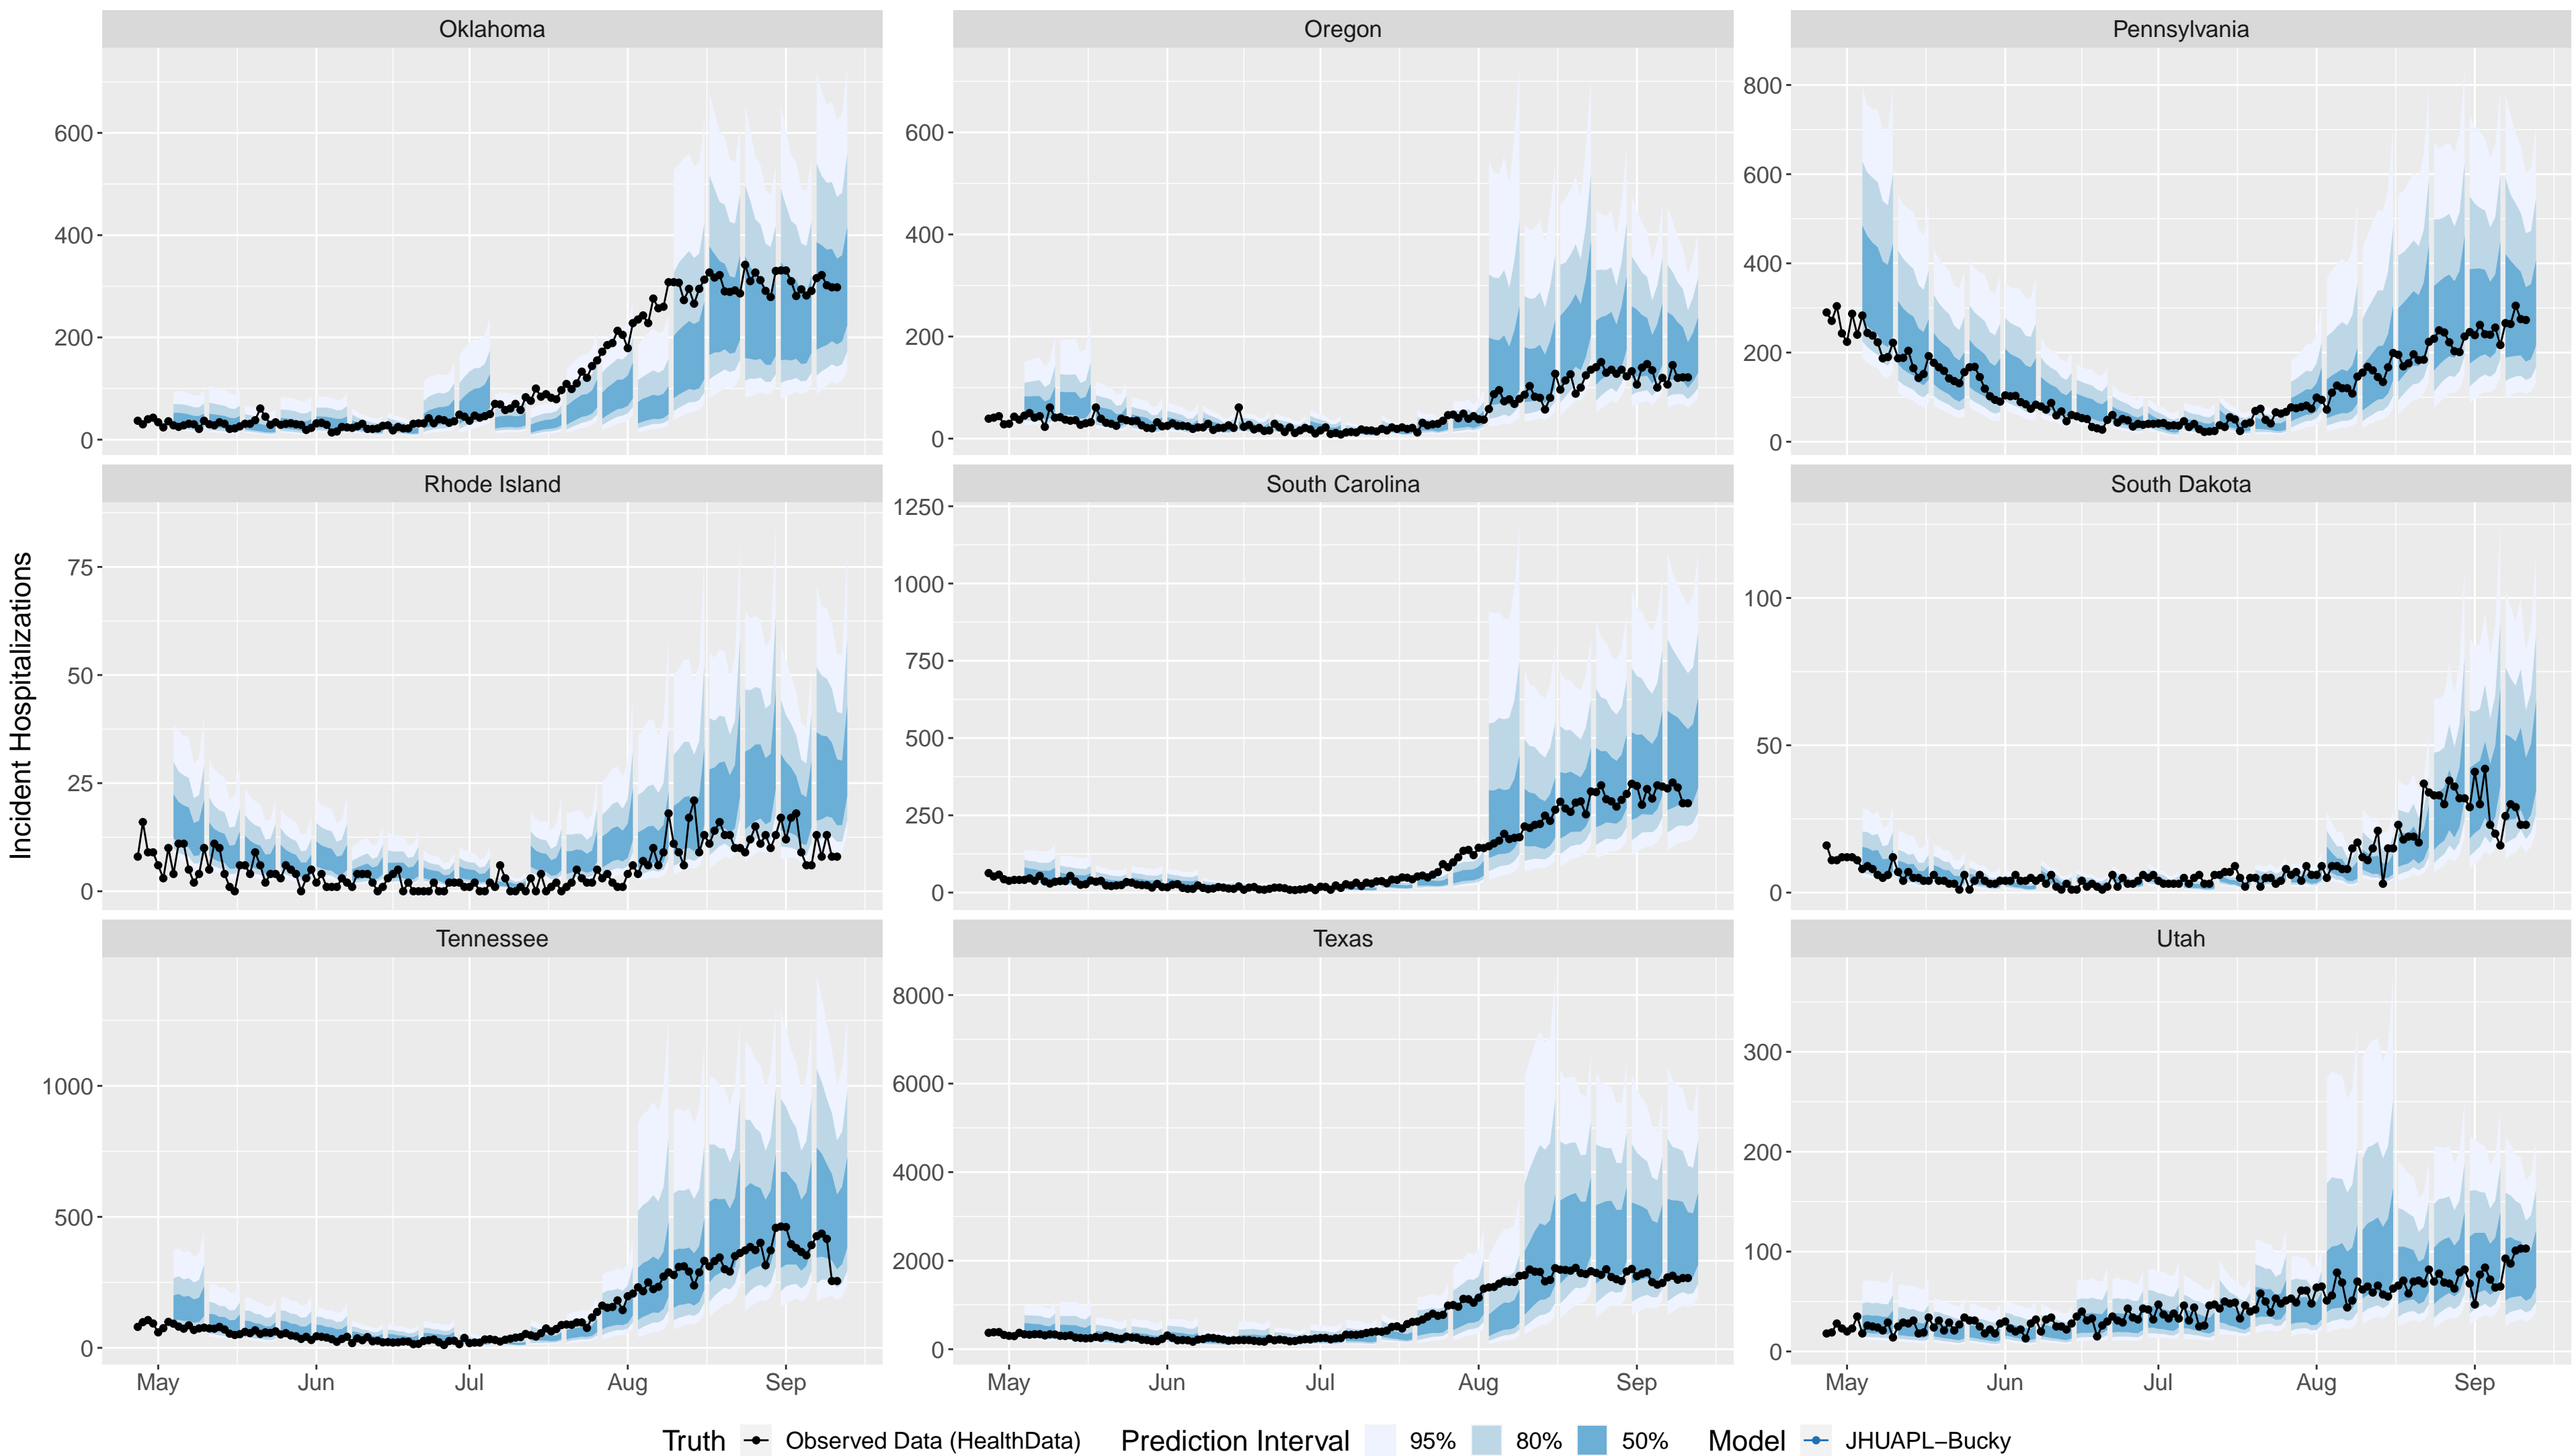 Oklahoma
Oregon
Pennsylvania
600
400
200
0
600
400
200
0
800
600
400
200
0
Rhode Island
South Carolina
South Dakota
Incident Hospitalizations
75
50
25
0
1250
1000
750
500
250
0
100
50
0
Tennessee
Texas
Utah
1000
500
0
8000
6000
4000
2000
0
300
200
100
0
May Jun Jul Aug Sep
May Jun Jul Aug Sep
May Jun Jul Aug Sep
Truth Observed Data (HealthData) Prediction Interval 95% 80% 50% Model JHUAPL−Bucky